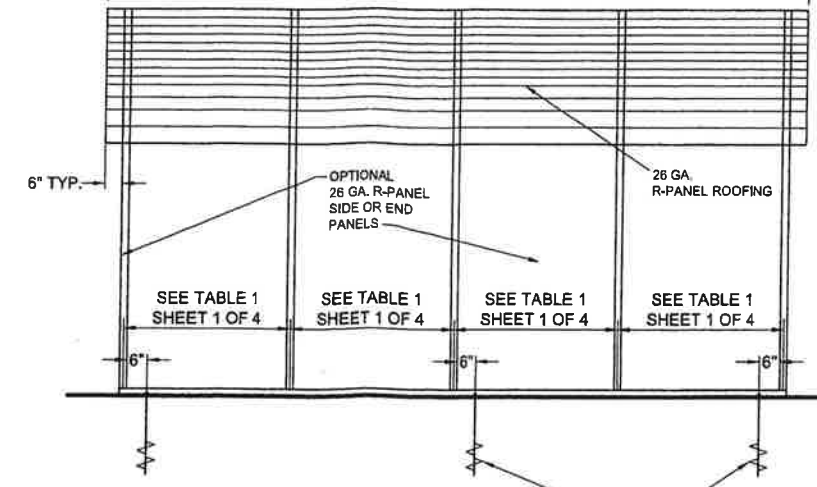 6" TYP.
OPTIONAL
26 GA. R-PANEL
SIDE OR END
PANELS
26 GA.
R-PANEL ROOFING
SEE TABLE 1
SHEET 1 OF 4
SEE TABLE 1
SHEET 1 OF 4
SEE TABLE 1
SHEET 1 OF 4
SEE TABLE 1
SHEET 1 OF 4
6"
6"
6"